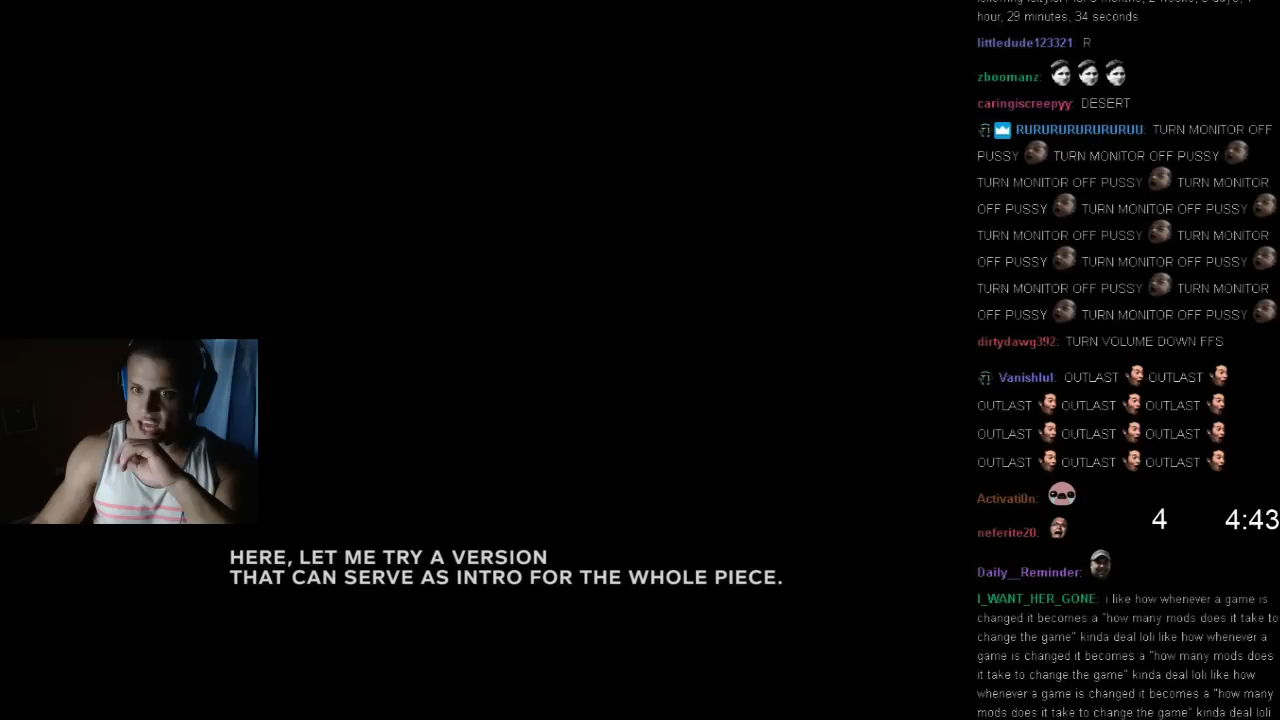 hour, 29 minutes, 34 seconds
littledude123321: R
zboomanz:
caringiscreepyy: DESERT
RURURURURURURUU: TURN MONITOR OFF
PUSSY TURN MONITOR OFF PUSSY
TURN MONITOR OFF PUSSY TURN MONITOR
OFF PUSSY TURN MONITOR OFF PUSSY
TURN MONITOR OFF PUSSY TURN MONITOR
OFF PUSSY TURN MONITOR OFF PUSSY
TURN MONITOR OFF PUSSY TURN MONITOR
OFF PUSSY TURN MONITOR OFF PUSSY
dirtydawg392: TURN VOLUME DOWN FFS
Vanishlul: OUTLAST OUTLAST
OUTLAST OUTLAST OUTLAST
OUTLAST OUTLAST OUTLAST
OUTLAST OUTLAST OUTLAST
Activati0n:
neferite20:
4 4:43
Daily__Reminder:
I_WANT_HER_GONE: i like how whenever a game is
changed it becomes a "how many mods does it take to
change the game" kinda deal loli like how whenever a
game is changed it becomes a "how many mods does
it take to change the game" kinda deal loli like how
whenever a game is changed it becomes a "how many
mods does it take to change the game" kinda deal loli
HERE, LET ME TRY A VERSION
THAT CAN SERVE AS INTRO FOR THE WHOLE PIECE.